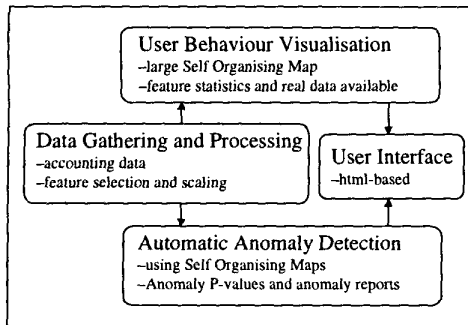 User Behaviour Visualisation
–large Self Organising Map
–feature statistics and real data available
Data Gathering and Processing
–accounting data
–feature selection and scaling
User Interface
–html-based
Automatic Anomaly Detection
–using Self Organising Maps
–Anomaly P-values and anomaly reports